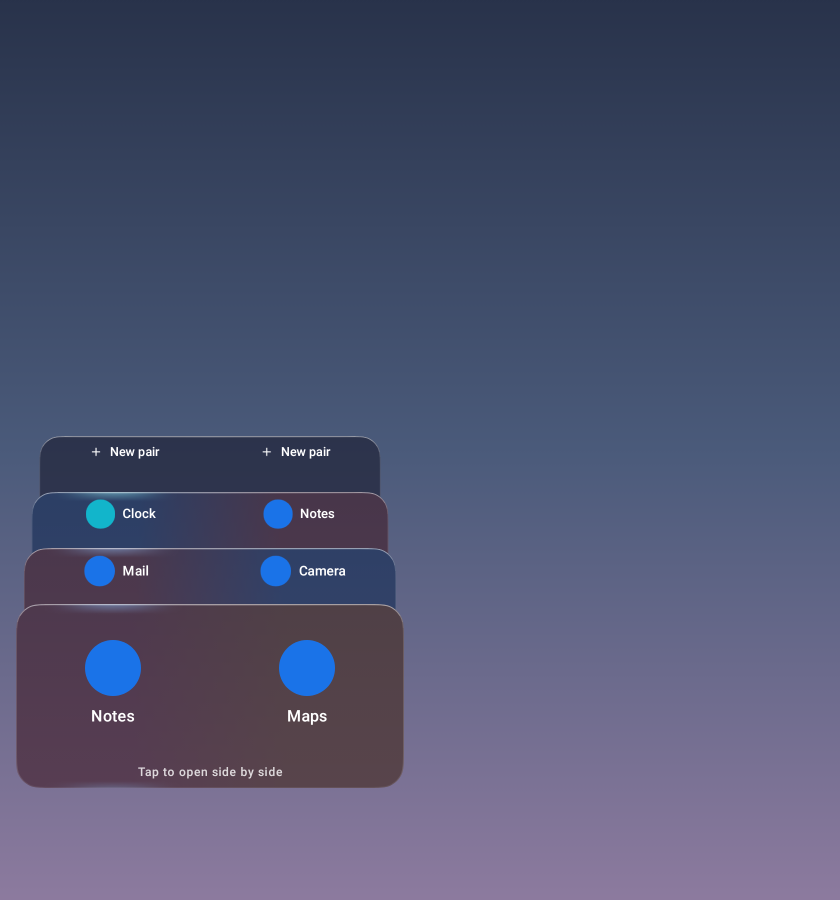 + New pair + New pair
Clock Notes
Mail Camera
Notes Maps
Tap to open side by side